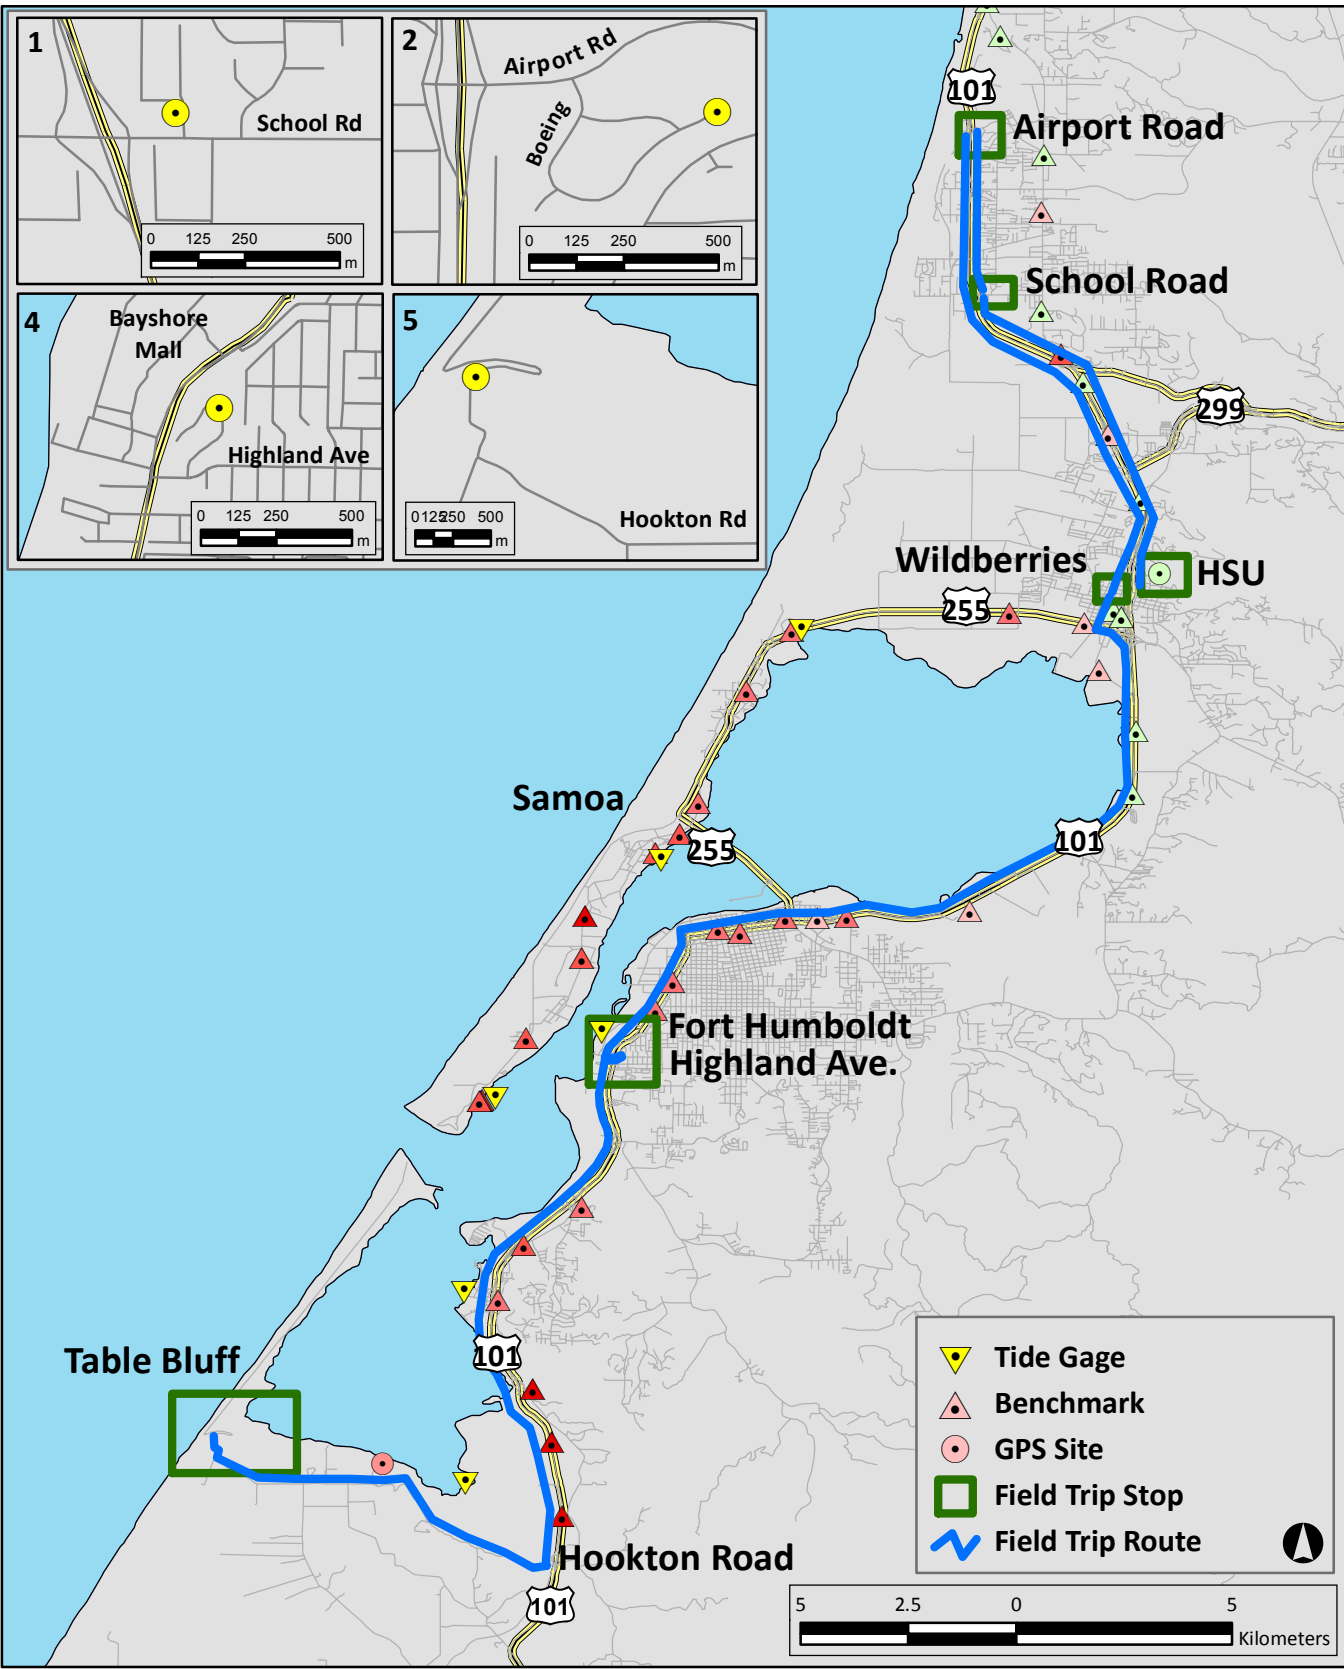 1
School Rd
0 125 250 500
m
2
Airport Rd
Boeing
0 125 250 500
m
4
Bayshore
Mall
Highland Ave
0 125 250 500
m
5
Hookton Rd
0 125 250 500
m
101
Airport Road
School Road
299
Wildberries
HSU
255
Samoa
255
101
Fort Humboldt
Highland Ave.
101
Table Bluff
Hookton Road
101
Tide Gage
Benchmark
GPS Site
Field Trip Stop
Field Trip Route
5 2.5 0 5
Kilometers